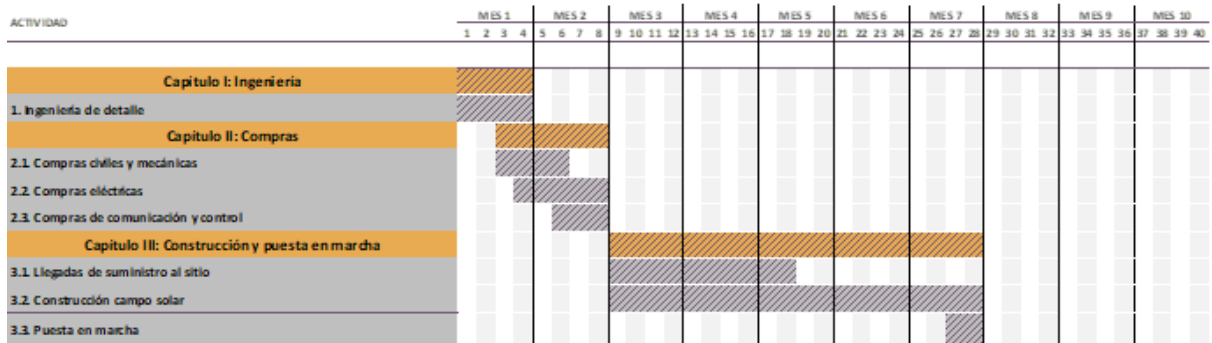 ACTIVIDAD
MES 1 MES 2 MES 3 MES 4 MES 5 MES 6 MES 7 MES 8 MES 9 MES 10
1 2 3 4 5 6 7 8 9 10 11 12 13 14 15 16 17 18 19 20 21 22 23 24 25 26 27 28 29 30 31 32 33 34 35 36 37 38 39 40
Capitulo I: Ingeniería
1. Ingeniería de detalle
Capitulo II: Compras
2.1. Compras civiles y mecánicas
2.2. Compras eléctricas
2.3. Compras de comunicación y control
Capitulo III: Construcción y puesta en marcha
3.1. Llegadas de suministro al sitio
3.2. Construcción campo solar
3.3. Puesta en marcha